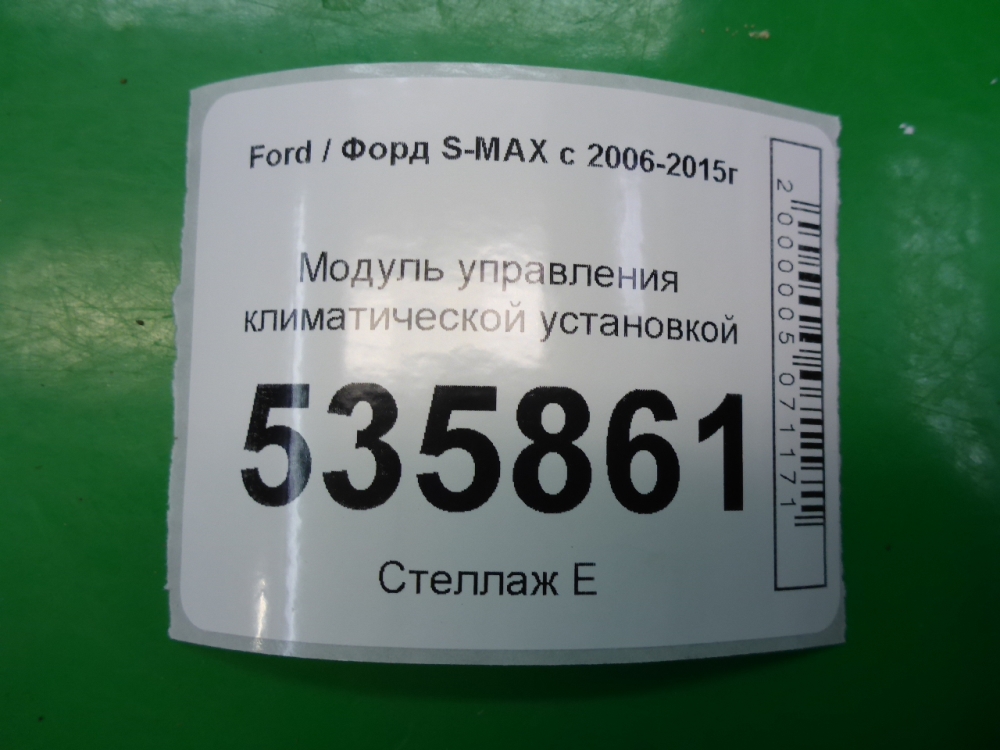 Ford / Форд S-MAX с 2006-2015г
Модуль управления
климатической установкой
535861
Стеллаж Е
2000005071171